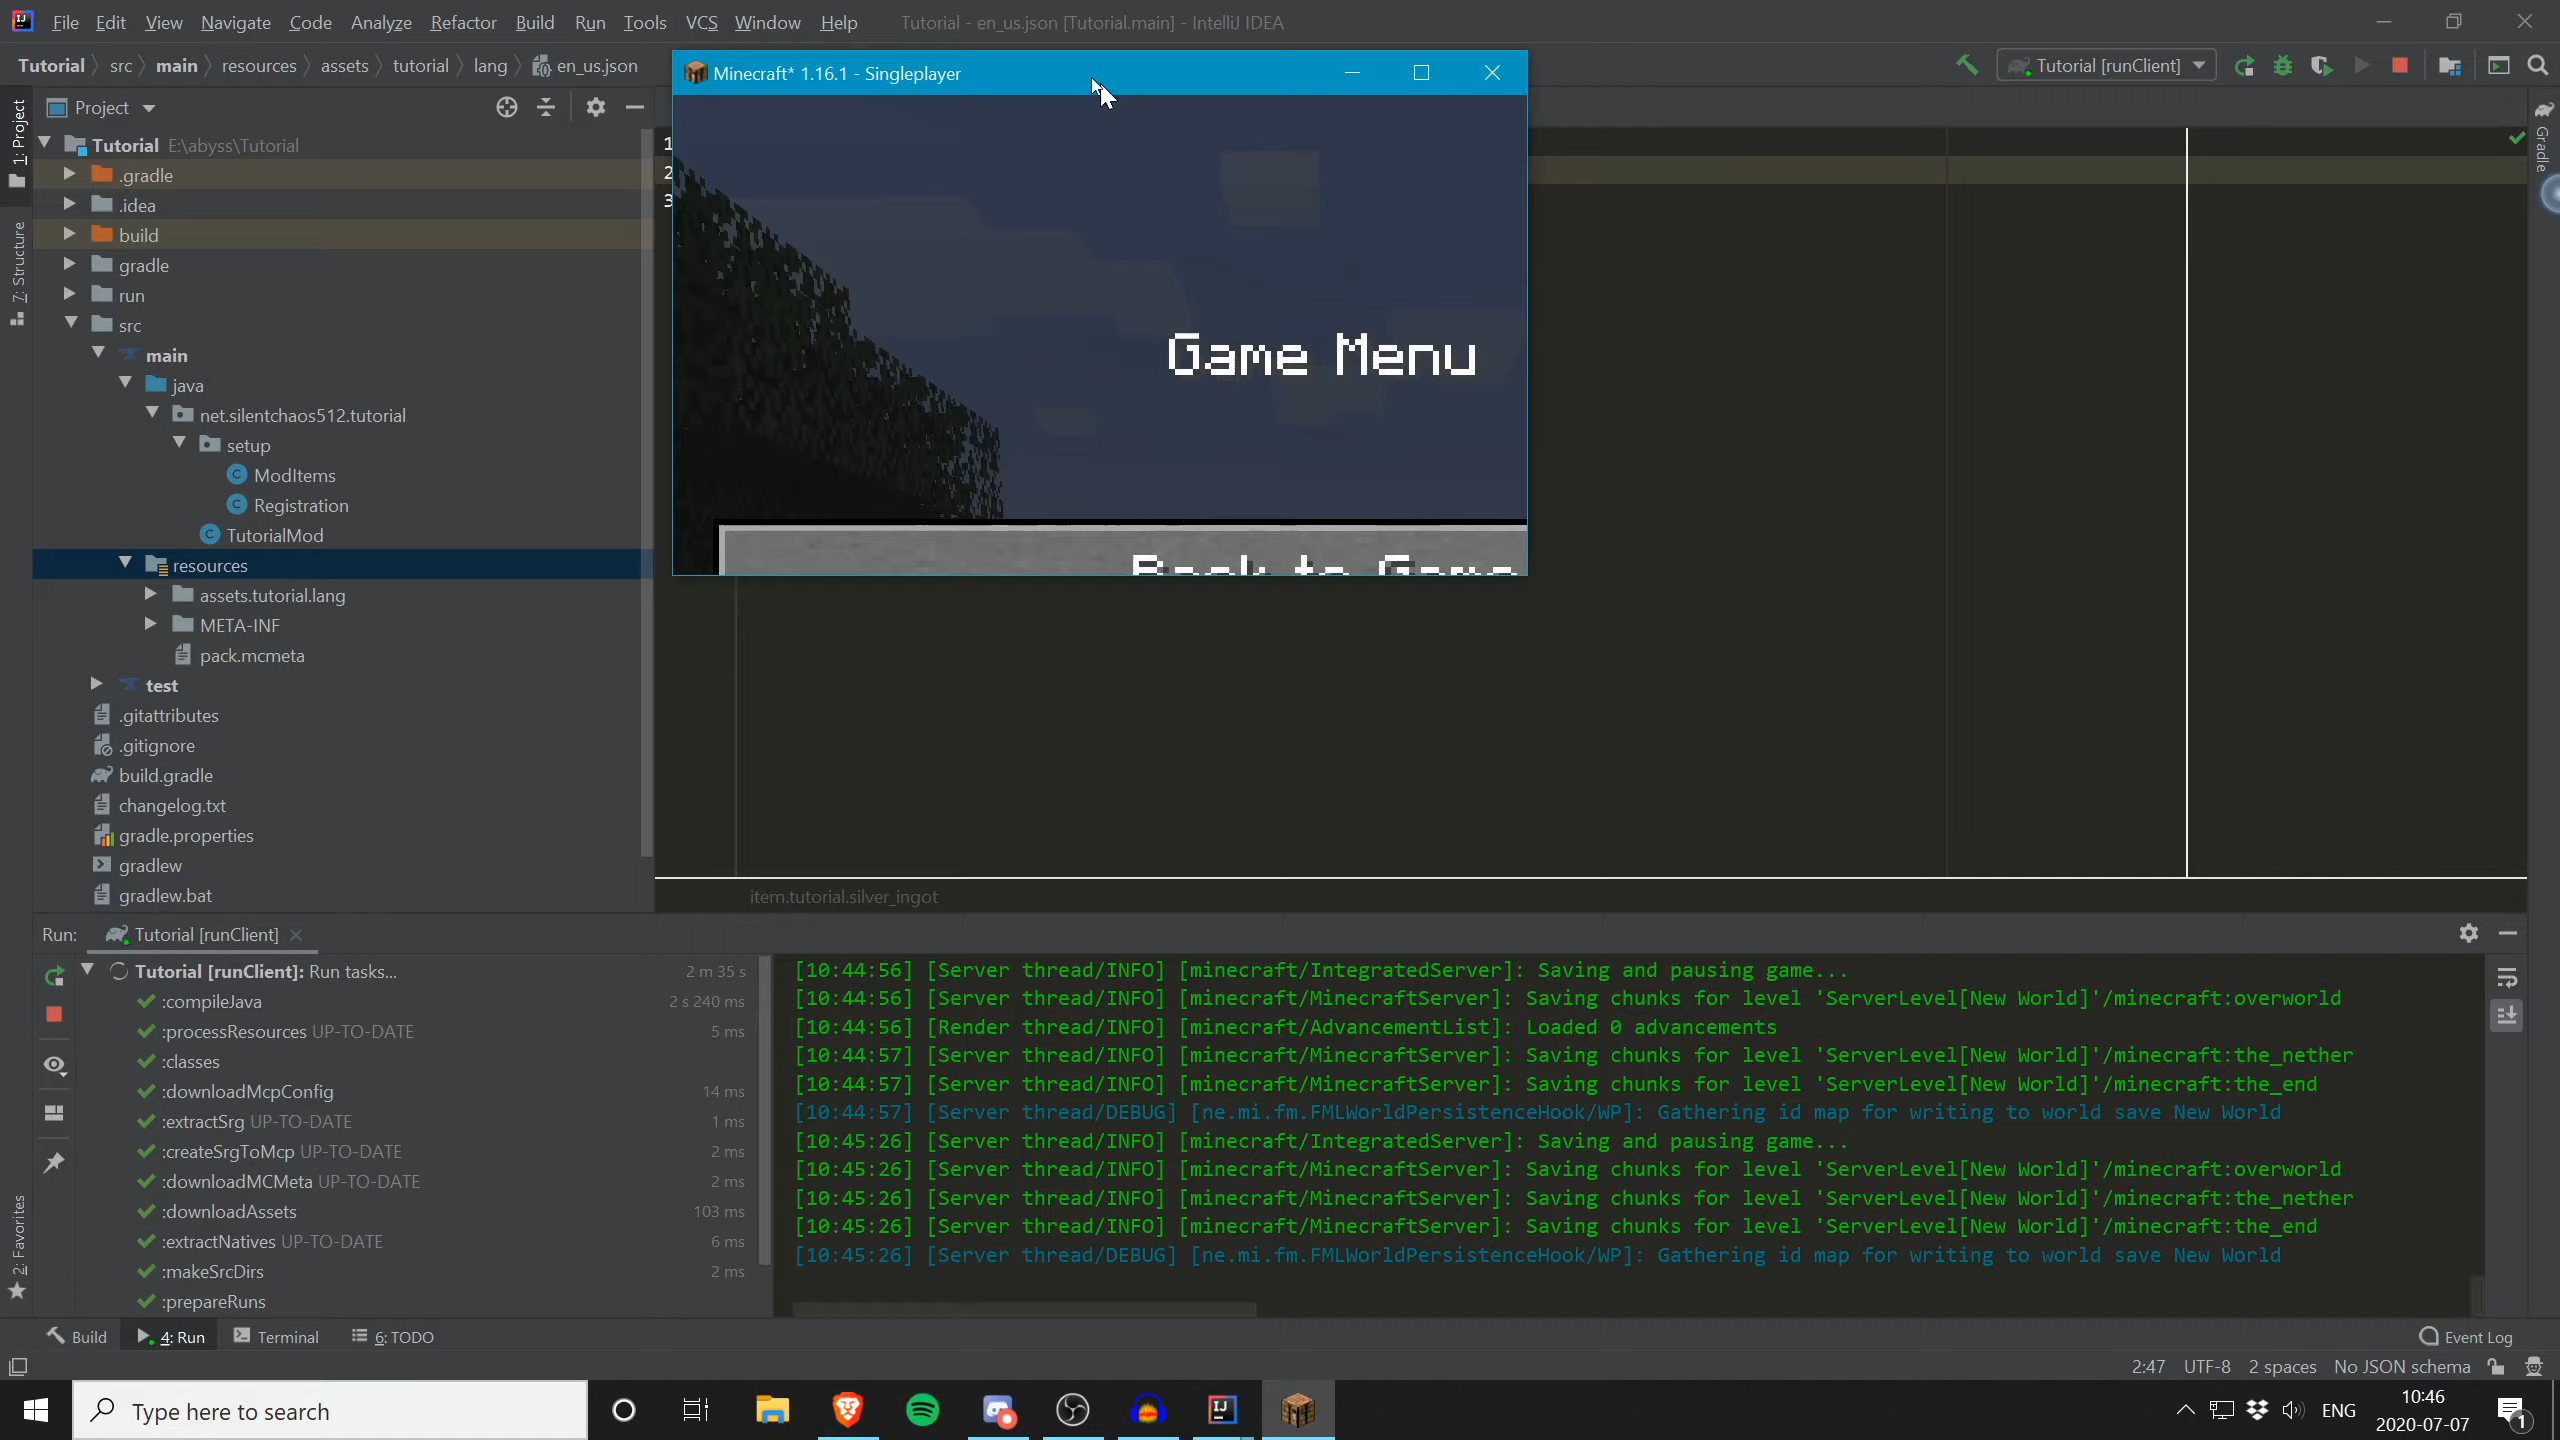 File Edit View Navigate Code Analyze Refactor Build Run Tools VCS Window Help Tutorial - en_us.json [Tutorial.main] - IntelliJ IDEA
Tutorial src main resources assets tutorial lang en_us.json
Tutorial [runClient]
Minecraft* 1.16.1 - Singleplayer
Game Menu
Back to Game
1: Project
7: Structure
2: Favorites
Gradle
Project
Tutorial E:\abyss\Tutorial
.gradle
.idea
build
gradle
run
src
main
java
net.silentchaos512.tutorial
setup
ModItems
Registration
TutorialMod
resources
assets.tutorial.lang
META-INF
pack.mcmeta
test
.gitattributes
.gitignore
build.gradle
changelog.txt
gradle.properties
gradlew
gradlew.bat
1
2
3
item.tutorial.silver_ingot
Run: Tutorial [runClient]
Tutorial [runClient]: Run tasks... 2 m 35 s
:compileJava 2 s 240 ms
:processResources UP-TO-DATE 5 ms
:classes
:downloadMcpConfig 14 ms
:extractSrg UP-TO-DATE 1 ms
:createSrgToMcp UP-TO-DATE 2 ms
:downloadMCMeta UP-TO-DATE 2 ms
:downloadAssets 103 ms
:extractNatives UP-TO-DATE 6 ms
:makeSrcDirs 2 ms
:prepareRuns
[10:44:56] [Server thread/INFO] [minecraft/IntegratedServer]: Saving and pausing game...
[10:44:56] [Server thread/INFO] [minecraft/MinecraftServer]: Saving chunks for level 'ServerLevel[New World]'/minecraft:overworld
[10:44:56] [Render thread/INFO] [minecraft/AdvancementList]: Loaded 0 advancements
[10:44:57] [Server thread/INFO] [minecraft/MinecraftServer]: Saving chunks for level 'ServerLevel[New World]'/minecraft:the_nether
[10:44:57] [Server thread/INFO] [minecraft/MinecraftServer]: Saving chunks for level 'ServerLevel[New World]'/minecraft:the_end
[10:44:57] [Server thread/DEBUG] [ne.mi.fm.FMLWorldPersistenceHook/WP]: Gathering id map for writing to world save New World
[10:45:26] [Server thread/INFO] [minecraft/IntegratedServer]: Saving and pausing game...
[10:45:26] [Server thread/INFO] [minecraft/MinecraftServer]: Saving chunks for level 'ServerLevel[New World]'/minecraft:overworld
[10:45:26] [Server thread/INFO] [minecraft/MinecraftServer]: Saving chunks for level 'ServerLevel[New World]'/minecraft:the_nether
[10:45:26] [Server thread/INFO] [minecraft/MinecraftServer]: Saving chunks for level 'ServerLevel[New World]'/minecraft:the_end
[10:45:26] [Server thread/DEBUG] [ne.mi.fm.FMLWorldPersistenceHook/WP]: Gathering id map for writing to world save New World
Build 4: Run Terminal 6: TODO Event Log
2:47 UTF-8 2 spaces No JSON schema
Type here to search
ENG
10:46
2020-07-07
1